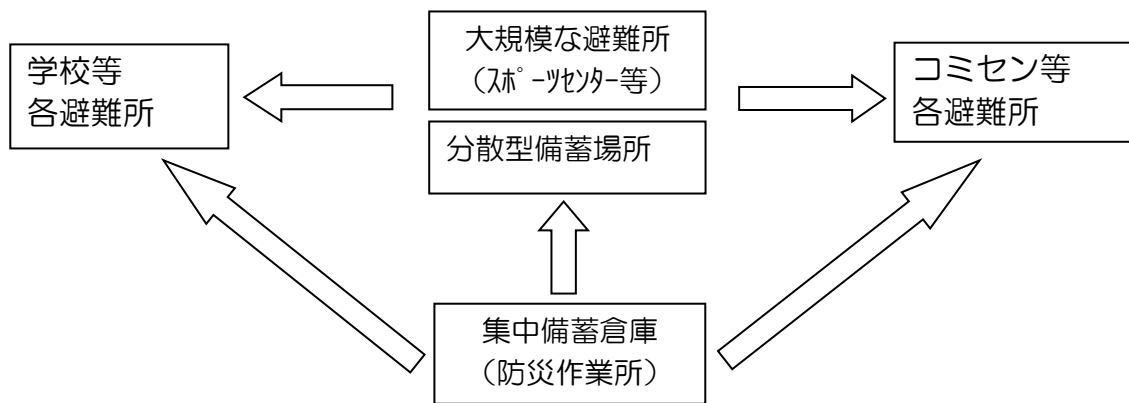 大規模な避難所
（ｽﾎﾟｰﾂｾﾝﾀｰ等）
学校等
各避難所
コミセン等
各避難所
分散型備蓄場所
集中備蓄倉庫
（防災作業所）